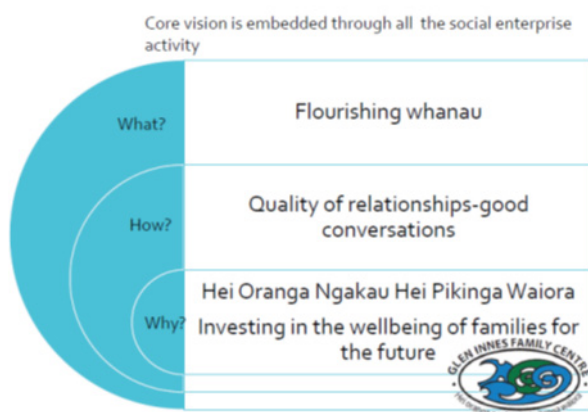 Core vision is embedded through all the social enterprise
activity
What?
Flourishing whanau
How?
Quality of relationships-good
conversations
Why?
Hei Oranga Ngakau Hei Pikinga Waiora
Investing in the wellbeing of families for
the future
GLEN INNES FAMILY CENTRE